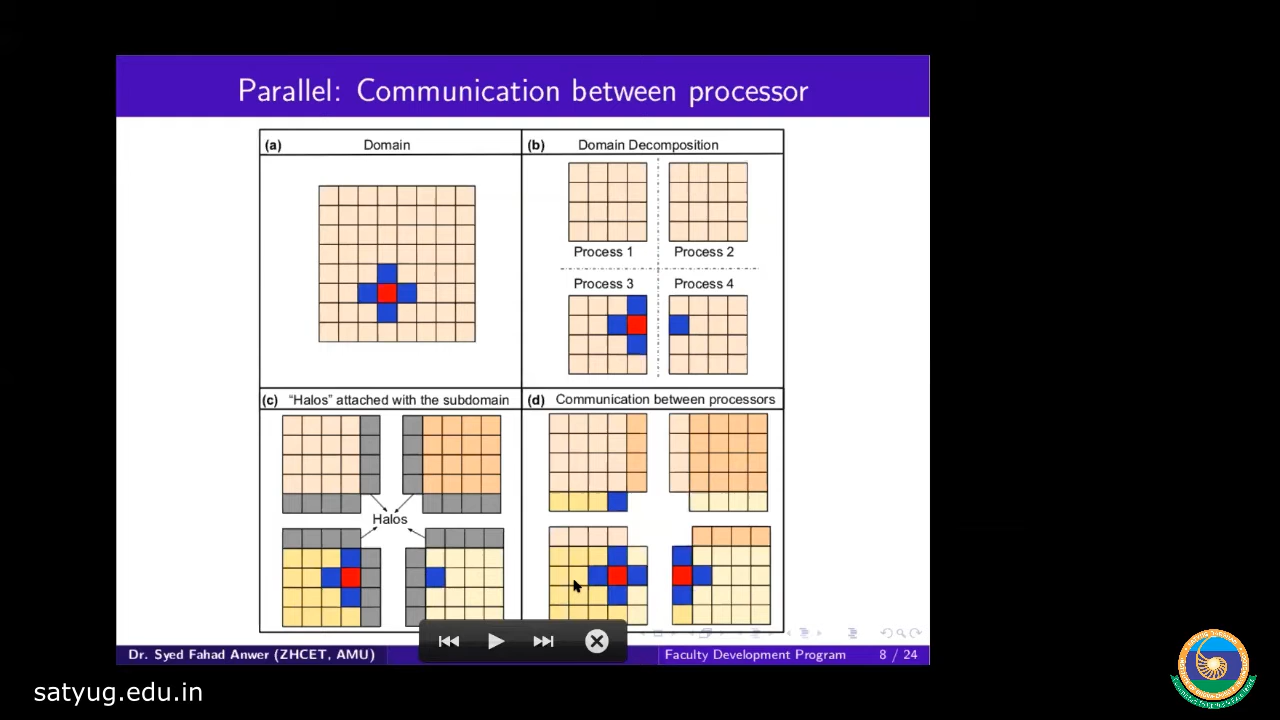 Parallel: Communication between processor
(a) Domain
(b) Domain Decomposition
Process 1
Process 2
Process 3
Process 4
(c) "Halos" attached with the subdomain
Halos
(d) Communication between processors
Dr. Syed Fahad Anwer (ZHCET, AMU)
Faculty Development Program
8 / 24
satyug.edu.in